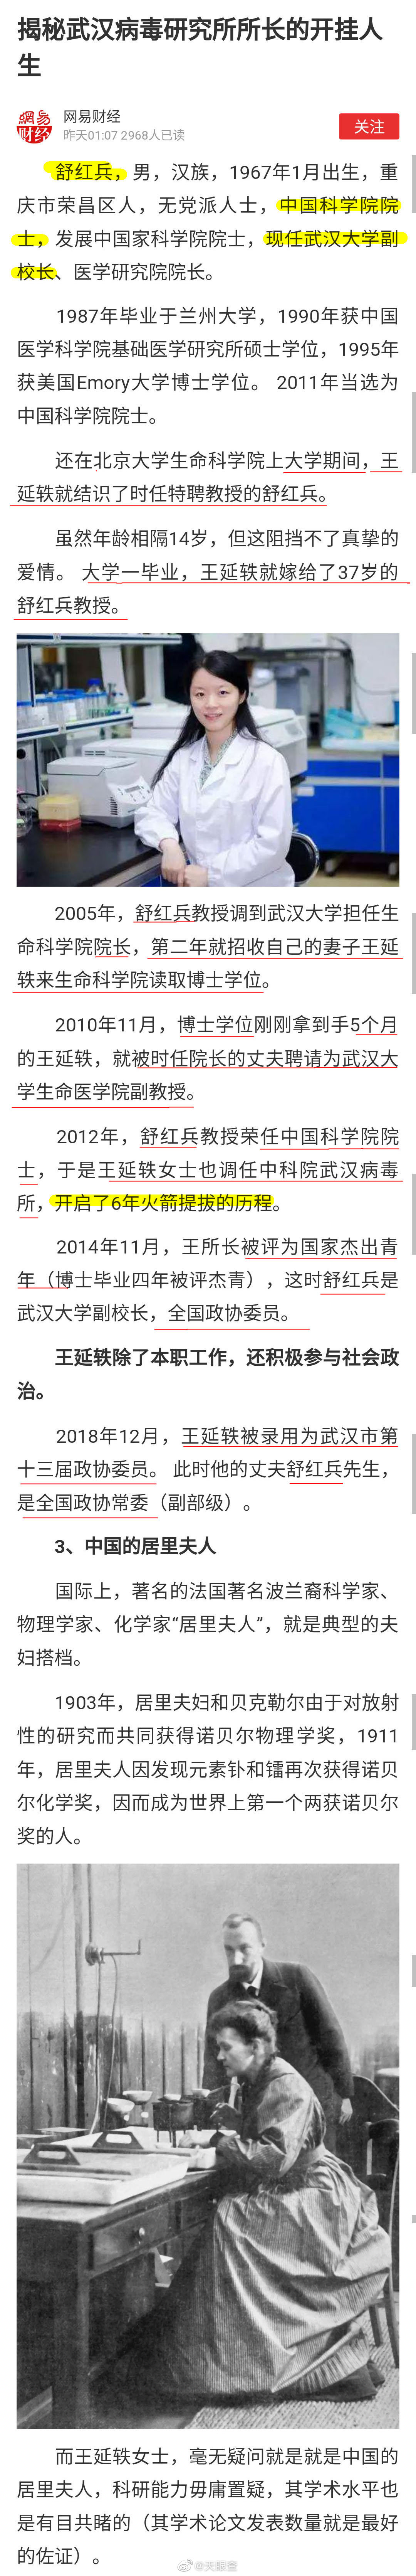 揭秘武汉病毒研究所所长的开挂人
生
網易
财经
网易财经
昨天01:07 2968人已读
关注
舒红兵，男，汉族，1967年1月出生，重
庆市荣昌区人，无党派人士，中国科学院院
士，发展中国家科学院院士，现任武汉大学副
校长、医学研究院院长。
1987年毕业于兰州大学，1990年获中国
医学科学院基础医学研究所硕士学位，1995年
获美国Emory大学博士学位。 2011年当选为
中国科学院院士。
还在北京大学生命科学院上大学期间，王
延轶就结识了时任特聘教授的舒红兵。
虽然年龄相隔14岁，但这阻挡不了真挚的
爱情。 大学一毕业，王延轶就嫁给了37岁的
舒红兵教授。
2005年，舒红兵教授调到武汉大学担任生
命科学院院长，第二年就招收自己的妻子王延
轶来生命科学院读取博士学位。
2010年11月，博士学位刚刚拿到手5个月
的王延轶，就被时任院长的丈夫聘请为武汉大
学生命医学院副教授。
2012年，舒红兵教授荣任中国科学院院
士，于是王延轶女士也调任中科院武汉病毒
所，开启了6年火箭提拔的历程。
2014年11月，王所长被评为国家杰出青
年（博士毕业四年被评杰青），这时舒红兵是
武汉大学副校长，全国政协委员。
王延轶除了本职工作，还积极参与社会政
治。
2018年12月，王延轶被录用为武汉市第
十三届政协委员。 此时他的丈夫舒红兵先生，
是全国政协常委（副部级）。
3、中国的居里夫人
国际上，著名的法国著名波兰裔科学家、
物理学家、化学家“居里夫人”，就是典型的夫
妇搭档。
1903年，居里夫妇和贝克勒尔由于对放射
性的研究而共同获得诺贝尔物理学奖，1911
年，居里夫人因发现元素钋和镭再次获得诺贝
尔化学奖，因而成为世界上第一个两获诺贝尔
奖的人。
而王延轶女士，毫无疑问就是就是中国的
居里夫人，科研能力毋庸置疑，其学术水平也
是有目共睹的（其学术论文发表数量就是最好
的佐证）。
@天眼查